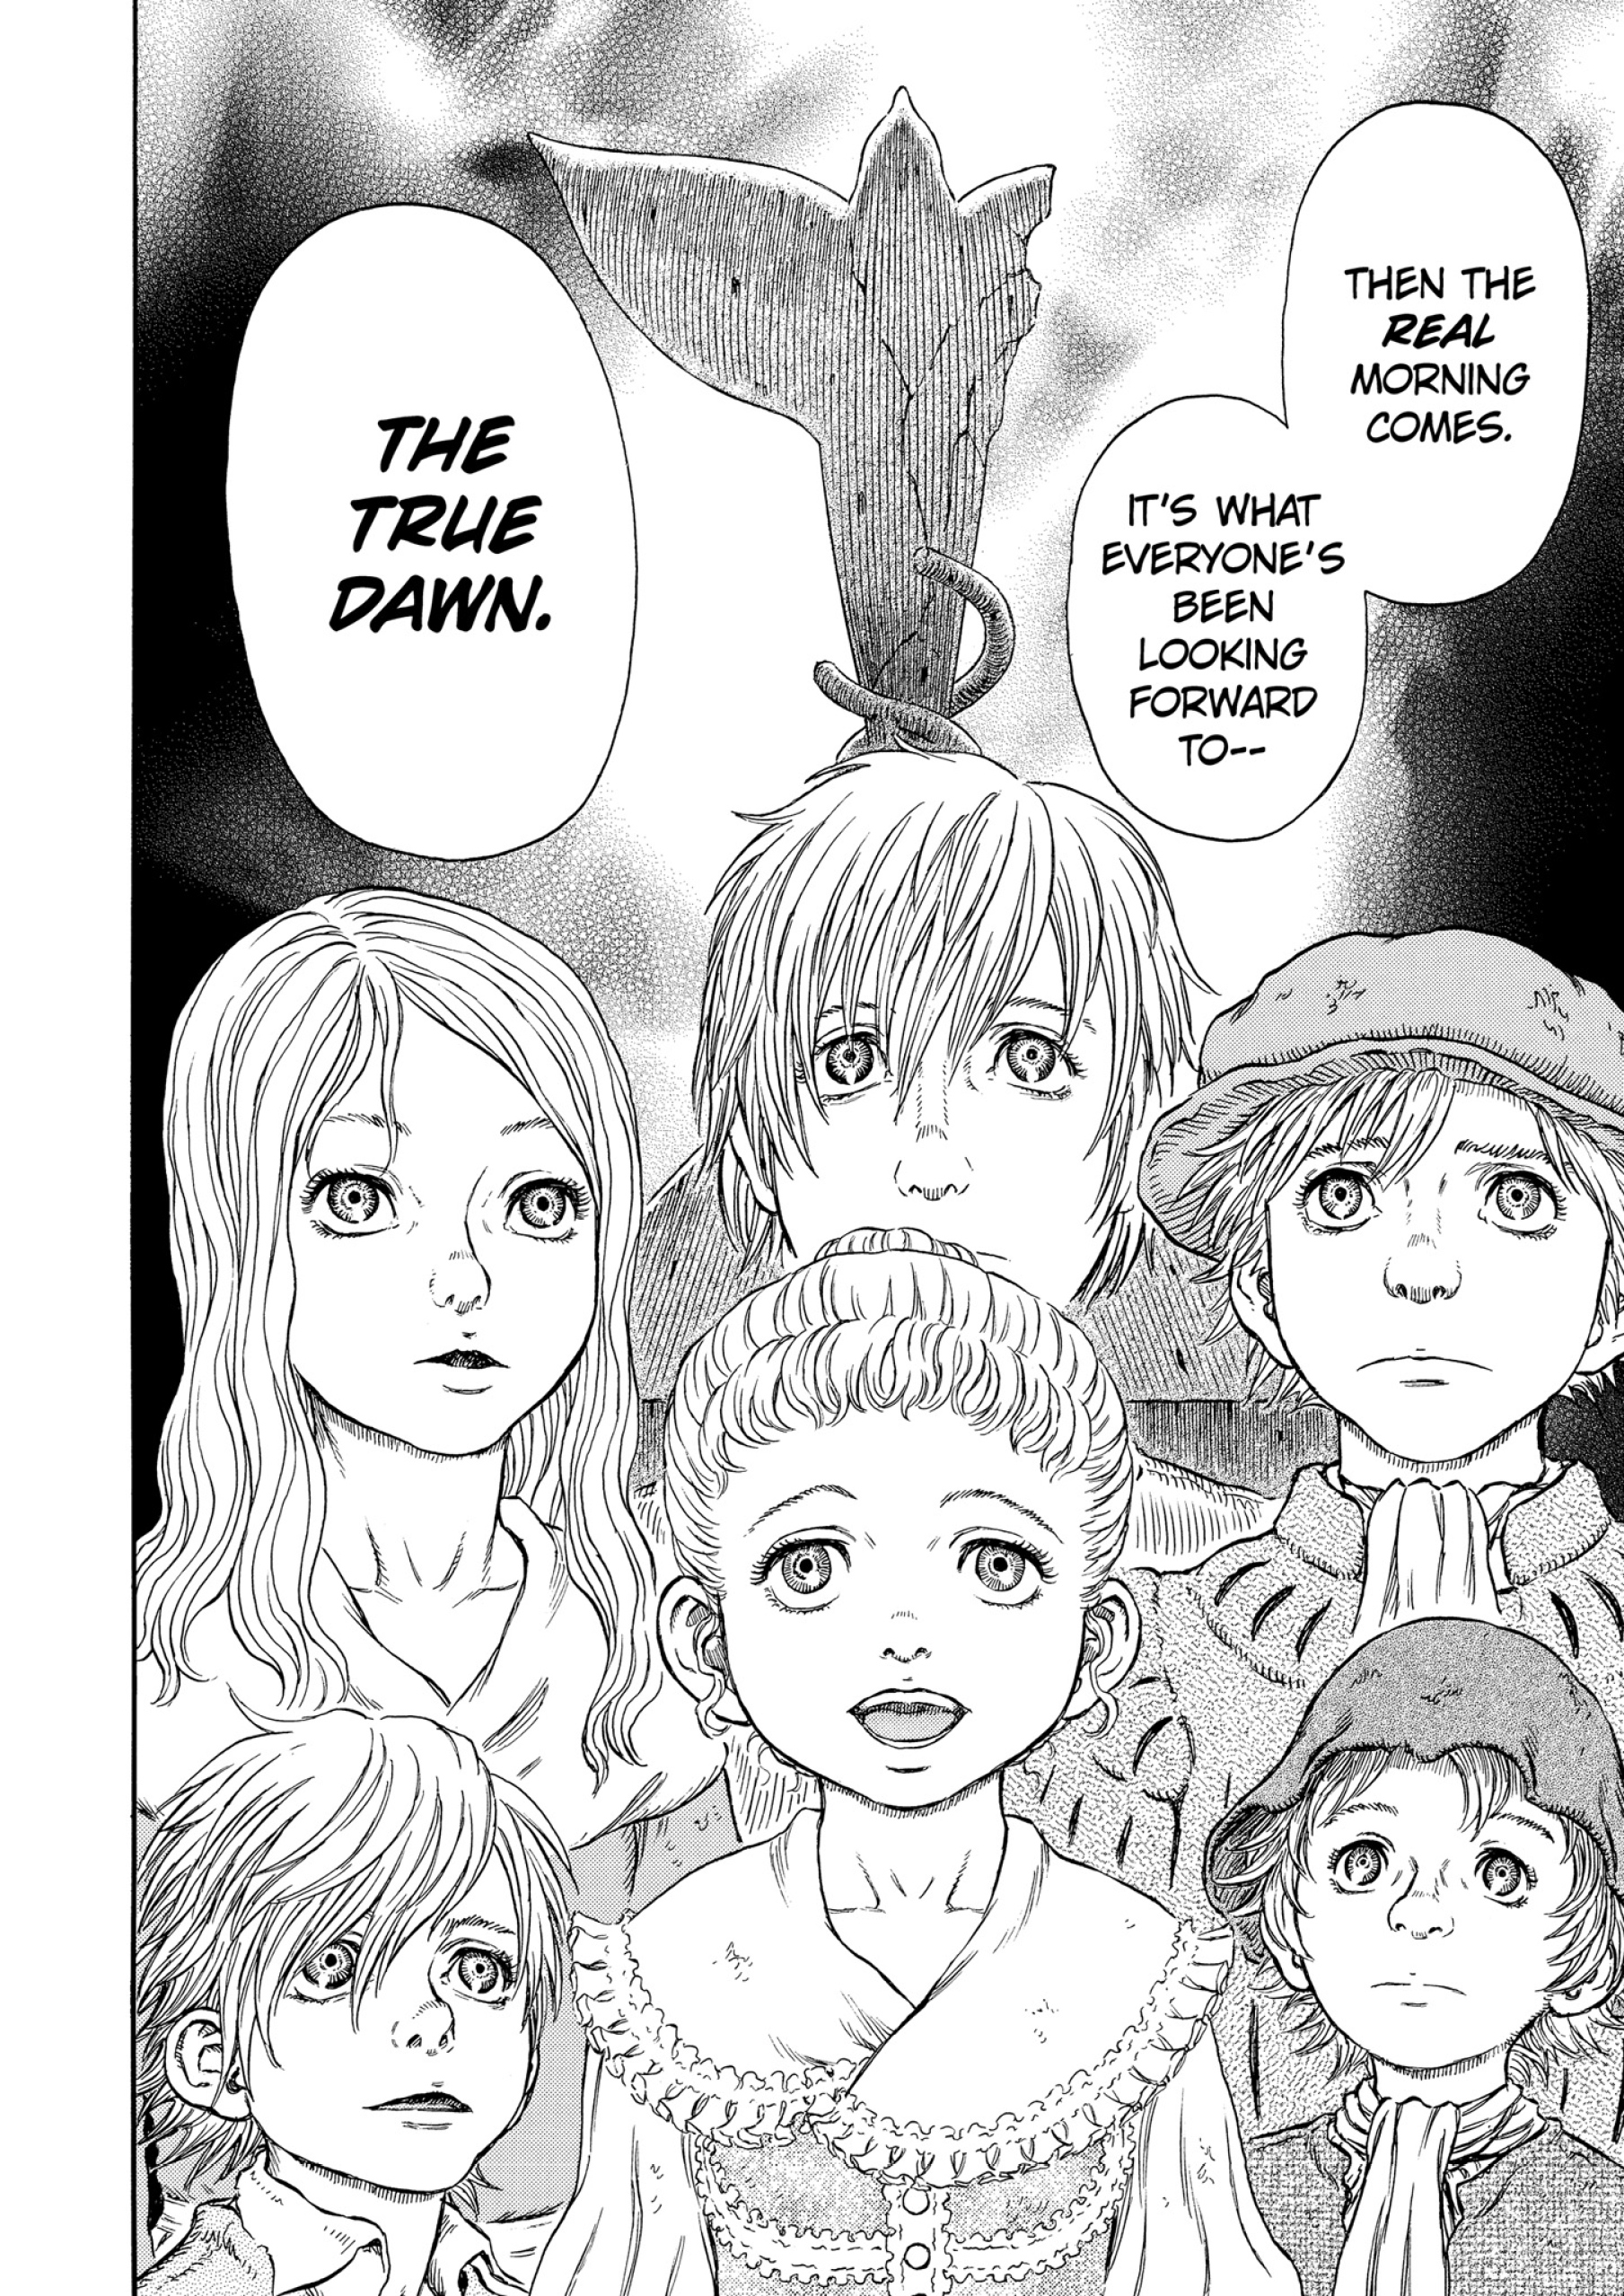 THEN THE
REAL
MORNING
COMES.
IT'S WHAT
EVERYONE'S
BEEN
LOOKING
FORWARD
TO--
THE
TRUE
DAWN.